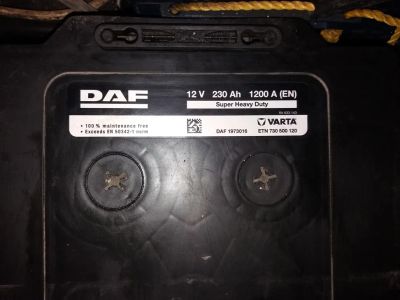 DAF
12 V 230 Ah 1200 A (EN)
Super Heavy Duty
• 100 % maintenance free
• Exceeds EN 50342-1
DAF 1973016
VARTA
ETN 730 500 120